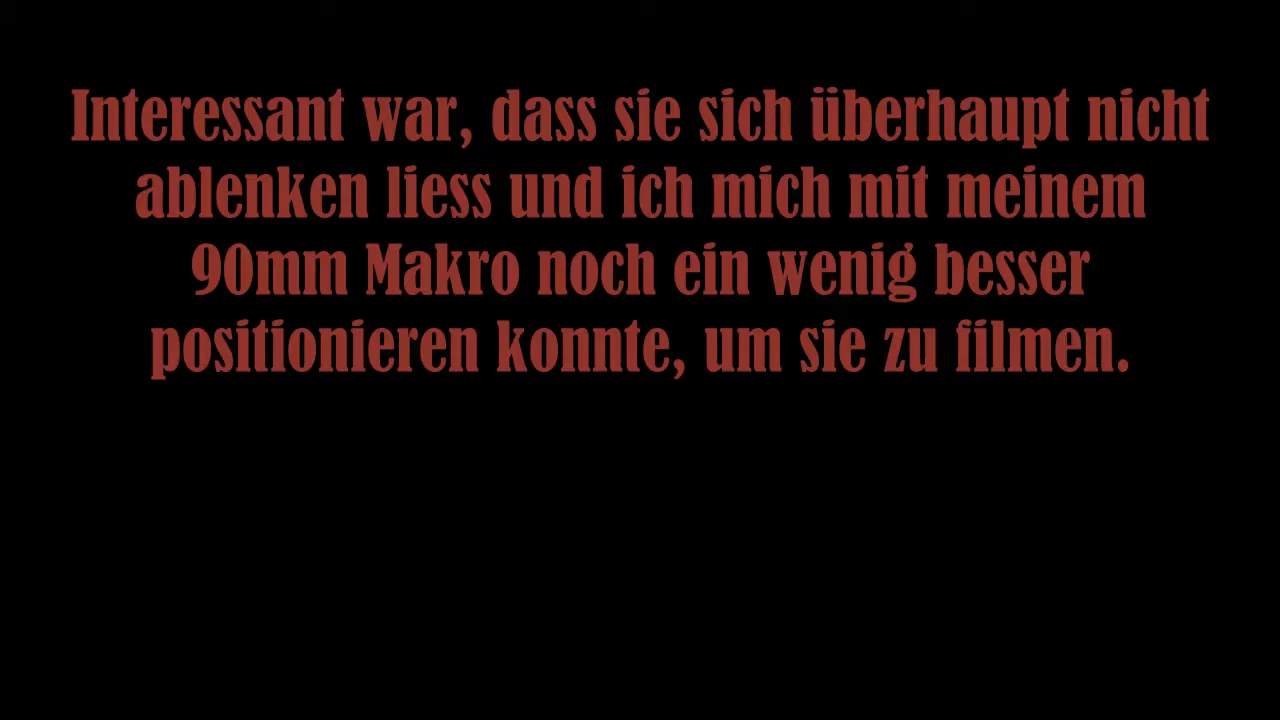 Interessant war, dass sie sich überhaupt nicht
ablenken liess und ich mich mit meinem
90mm Makro noch ein wenig besser
positionieren konnte, um sie zu filmen.